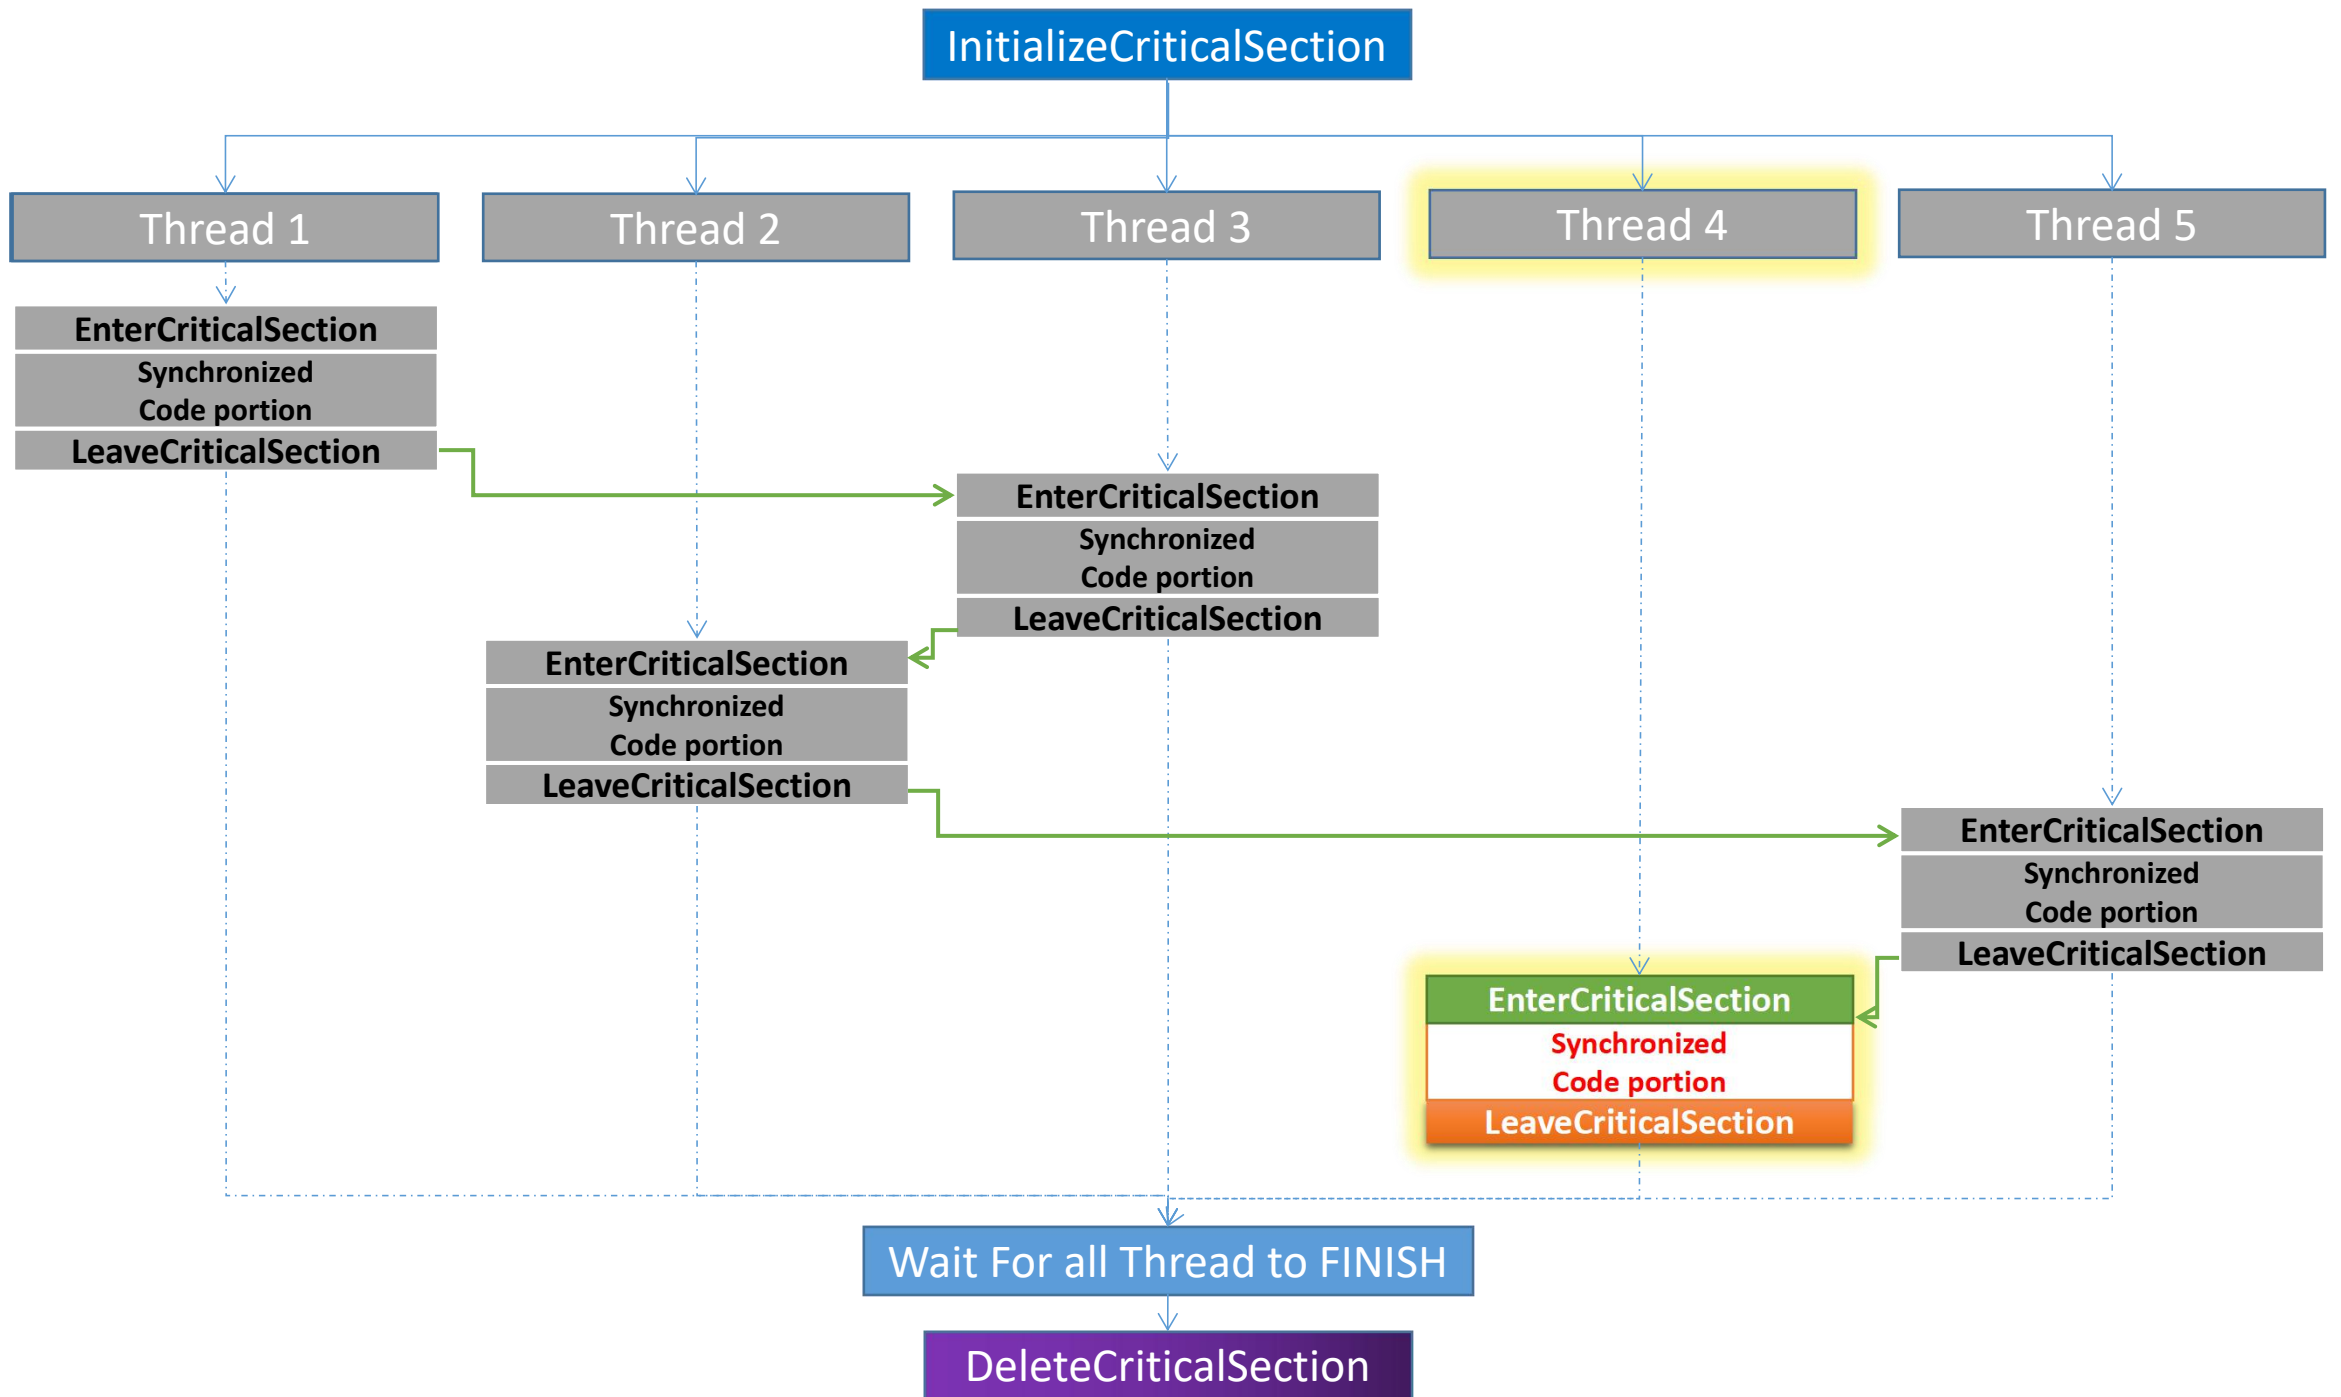 InitializeCriticalSection
Thread 1
Thread 2
Thread 3
Thread 4
Thread 5
EnterCriticalSection
Synchronized
Code portion
LeaveCriticalSection
EnterCriticalSection
Synchronized
Code portion
LeaveCriticalSection
EnterCriticalSection
Synchronized
Code portion
LeaveCriticalSection
EnterCriticalSection
Synchronized
Code portion
LeaveCriticalSection
EnterCriticalSection
Synchronized
Code portion
LeaveCriticalSection
Wait For all Thread to FINISH
DeleteCriticalSection